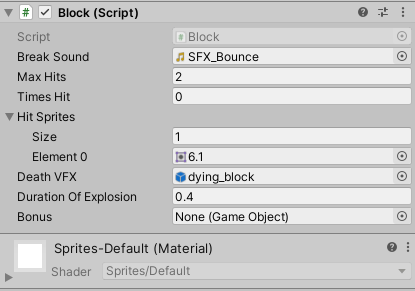 Block (Script)
Script Block
Break Sound SFX_Bounce
Max Hits 2
Times Hit 0
Hit Sprites
Size 1
Element 0 6.1
Death VFX dying_block
Duration Of Explosion 0.4
Bonus None (Game Object)
Sprites-Default (Material)
Shader Sprites/Default